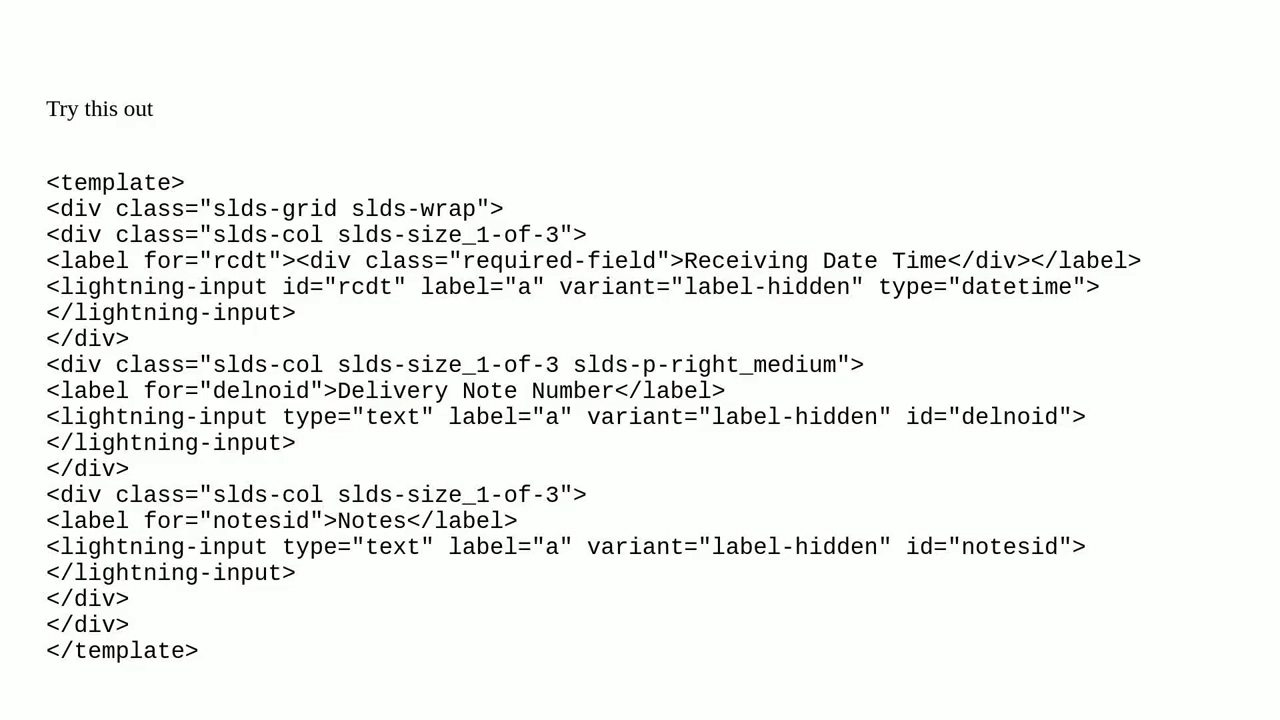 Try this out
<template>
<div class="slds-grid slds-wrap">
<div class="slds-col slds-size_1-of-3">
<label for="rcdt"><div class="required-field">Receiving Date Time</div></label>
<lightning-input id="rcdt" label="a" variant="label-hidden" type="datetime">
</lightning-input>
</div>
<div class="slds-col slds-size_1-of-3 slds-p-right_medium">
<label for="delnoid">Delivery Note Number</label>
<lightning-input type="text" label="a" variant="label-hidden" id="delnoid">
</lightning-input>
</div>
<div class="slds-col slds-size_1-of-3">
<label for="notesid">Notes</label>
<lightning-input type="text" label="a" variant="label-hidden" id="notesid">
</lightning-input>
</div>
</div>
</template>